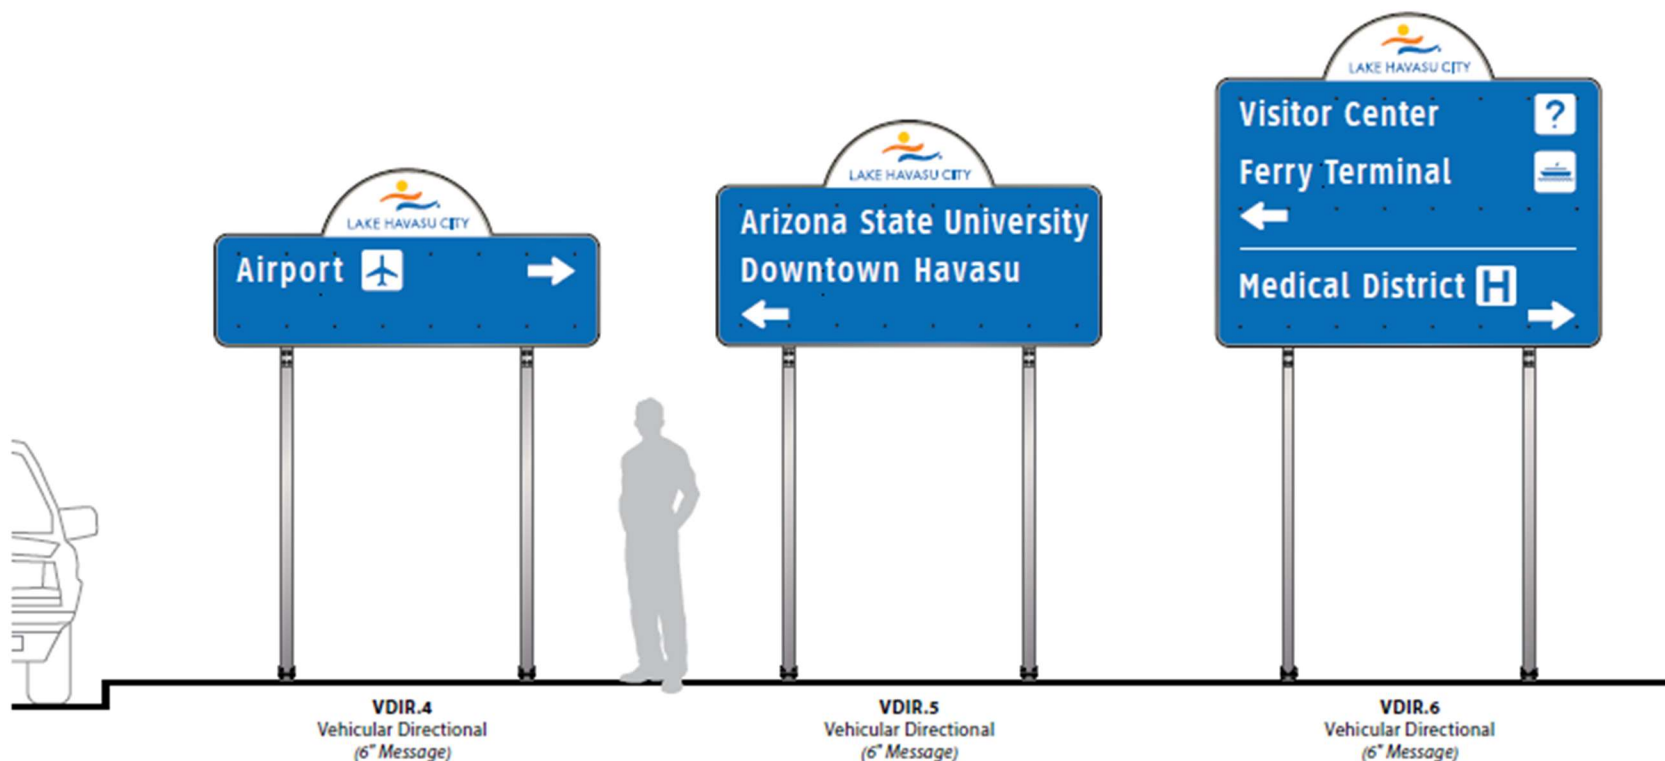 LAKE HAVASU CITY
Airport
VDIR.4
Vehicular Directional
(6" Message)
LAKE HAVASU CITY
Arizona State University
Downtown Havasu
VDIR.5
Vehicular Directional
(6" Message)
LAKE HAVASU CITY
Visitor Center ?
Ferry Terminal
Medical District H
VDIR.6
Vehicular Directional
(6" Message)